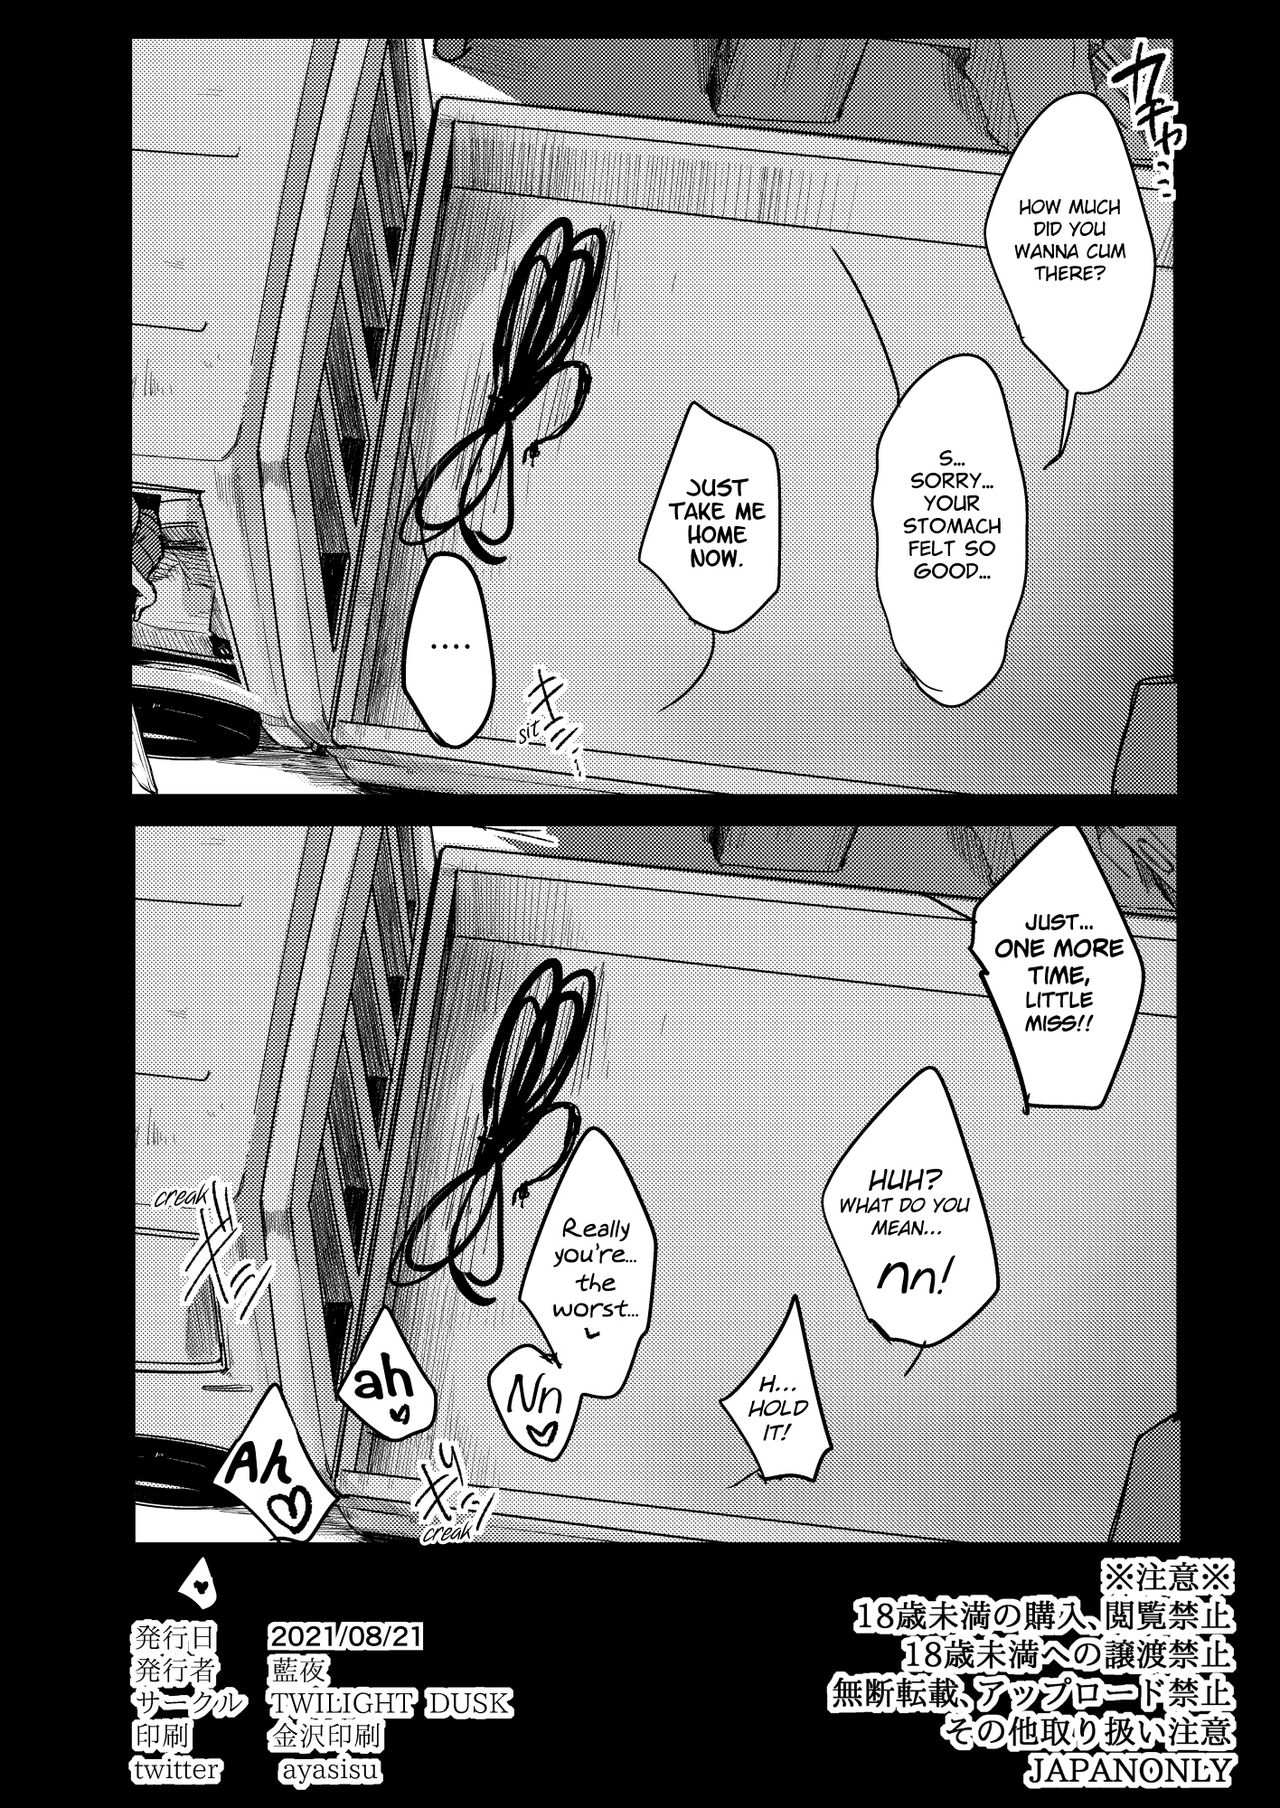 カチャ…
HOW MUCH
DID YOU
WANNA CUM
THERE?
S...
SORRY...
YOUR
STOMACH
FELT SO
GOOD...
JUST
TAKE ME
HOME
NOW.
....
sit
JUST...
ONE MORE
TIME,
LITTLE
MISS!!
HUH?
WHAT DO YOU
MEAN...
nn!
H...
HOLD
IT!
Really
you're...
the
worst...
♥
Nn
♥
ah
♥
Ah
♡
creak
creak
※注意※
18歳未満の購入、閲覧禁止
18歳未満への譲渡禁止
無断転載、アップロード禁止
その他取り扱い注意
JAPANONLY
発行日 2021/08/21
発行者 藍夜
サークル TWILIGHT DUSK
印刷 金沢印刷
twitter ayasisu